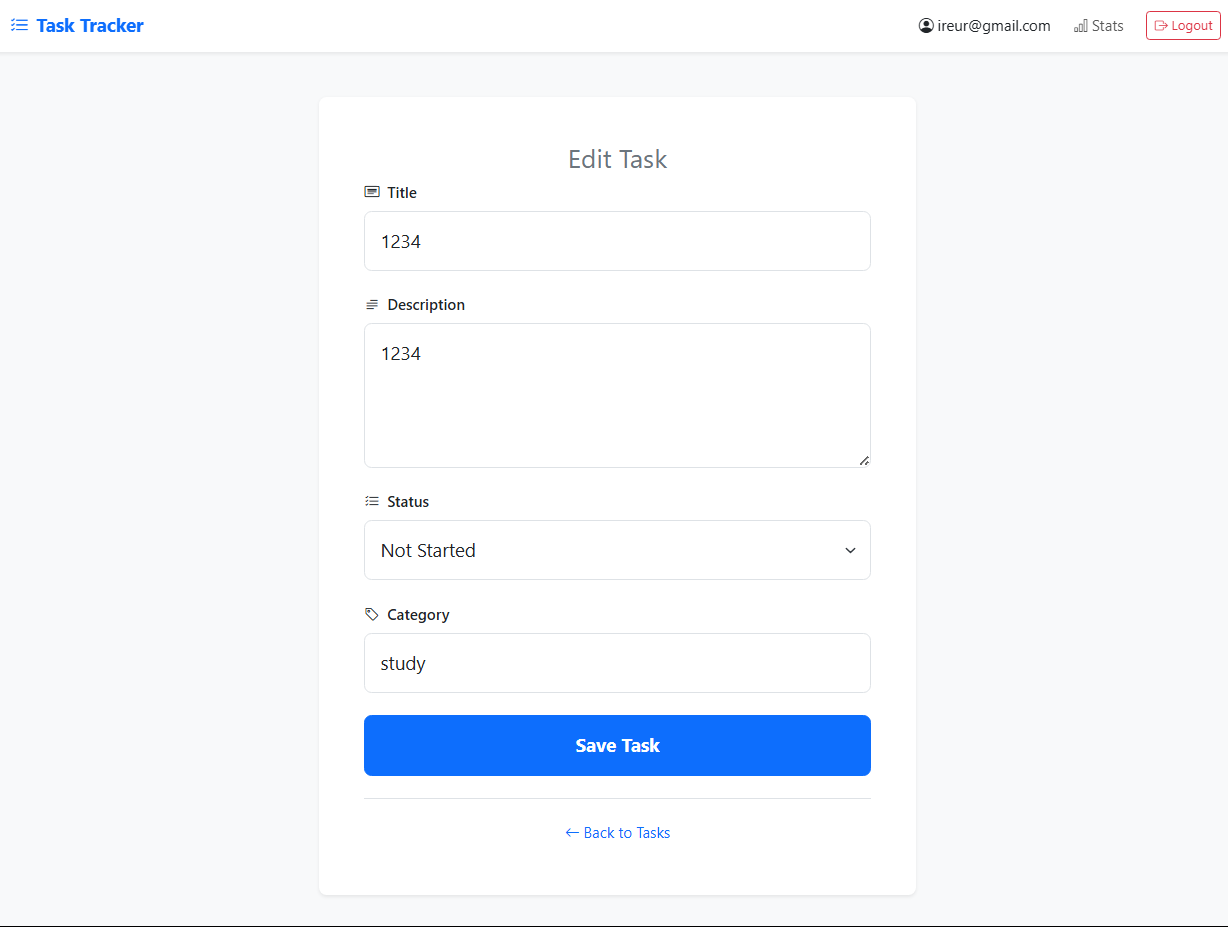 Task Tracker
ireur@gmail.com
Stats
Logout
Edit Task
Title
1234
Description
1234
Status
Not Started
Category
study
Save Task
← Back to Tasks